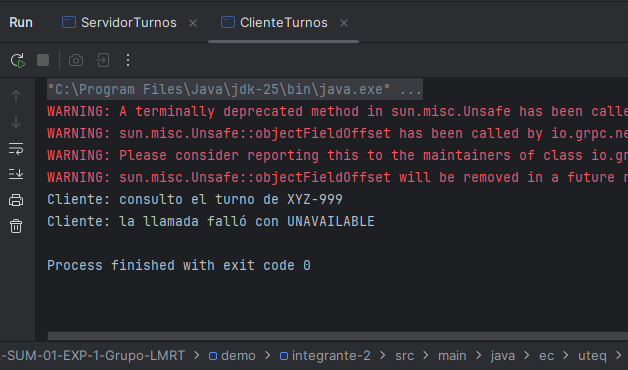 Run ServidorTurnos × ClienteTurnos ×
"C:\Program Files\Java\jdk-25\bin\java.exe" ...
WARNING: A terminally deprecated method in sun.misc.Unsafe has been calle
WARNING: sun.misc.Unsafe::objectFieldOffset has been called by io.grpc.ne
WARNING: Please consider reporting this to the maintainers of class io.gr
WARNING: sun.misc.Unsafe::objectFieldOffset will be removed in a future r
Cliente: consulto el turno de XYZ-999
Cliente: la llamada falló con UNAVAILABLE
Process finished with exit code 0
-SUM-01-EXP-1-Grupo-LMRT > demo > integrante-2 > src > main > java > ec > uteq >